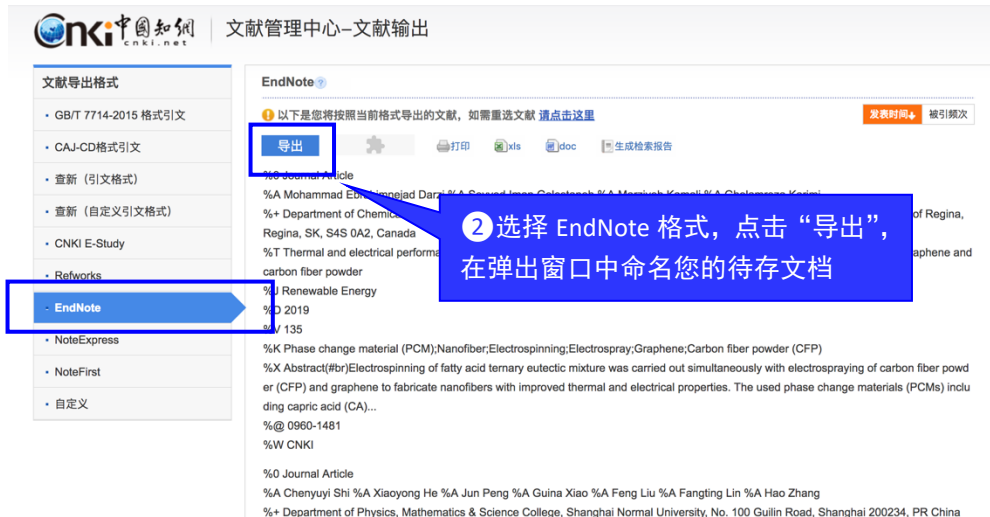 cnki 中国知网
cnki.net
文献管理中心–文献输出
文献导出格式
GB/T 7714-2015 格式引文
CAJ-CD格式引文
查新（引文格式）
查新（自定义引文格式）
CNKI E-Study
Refworks
EndNote
NoteExpress
NoteFirst
自定义
EndNote ?
以下是您将按照当前格式导出的文献，如需重选文献 请点击这里
发表时间↓ 被引频次
导出 打印 xls doc 生成检索报告
%0 Journal Article
%A Mohammad Ebrahimnejad Darzi %A Sayyed Iman Golestaneh %A Marziyeh Kamali %A Gholamreza Karimi
%+ Department of Chemic of Regina,
Regina, SK, S4S 0A2, Canada
%T Thermal and electrical performa aphene and
carbon fiber powder
%J Renewable Energy
%D 2019
%V 135
%K Phase change material (PCM);Nanofiber;Electrospinning;Electrospray;Graphene;Carbon fiber powder (CFP)
%X Abstract(#br)Electrospinning of fatty acid ternary eutectic mixture was carried out simultaneously with electrospraying of carbon fiber powd
er (CFP) and graphene to fabricate nanofibers with improved thermal and electrical properties. The used phase change materials (PCMs) inclu
ding capric acid (CA)...
%@ 0960-1481
%W CNKI
%0 Journal Article
%A Chenyuyi Shi %A Xiaoyong He %A Jun Peng %A Guina Xiao %A Feng Liu %A Fangting Lin %A Hao Zhang
%+ Department of Physics, Mathematics & Science College, Shanghai Normal University, No. 100 Guilin Road, Shanghai 200234, PR China
②选择 EndNote 格式，点击“导出”，
在弹出窗口中命名您的待存文档